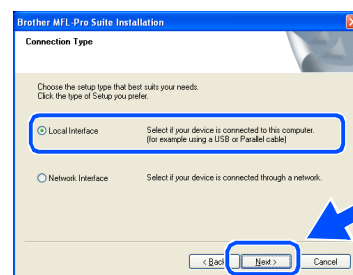 Brother MFL-Pro Suite Installation
Connection Type
Choose the setup type that best suits your needs.
Click the type of Setup you prefer.
Local Interface
Select if your device is connected to this computer.
(for example using a USB or Parallel cable)
Network Interface
Select if your device is connected through a network.
< Back
Next >
Cancel